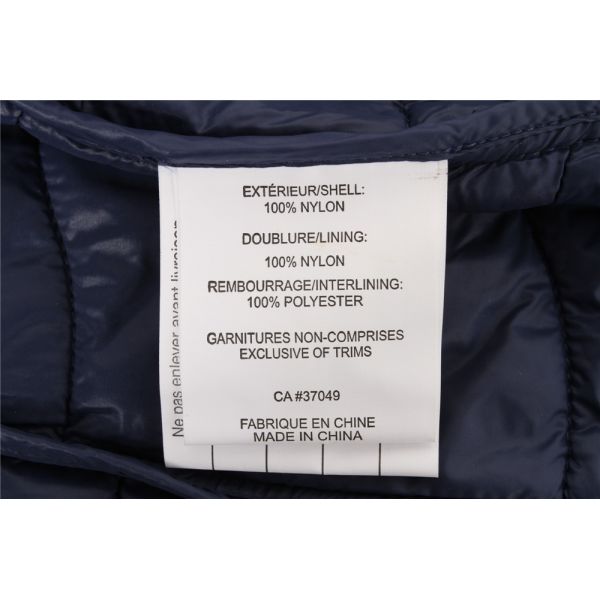 EXTÉRIEUR/SHELL:
100% NYLON
DOUBLURE/LINING:
100% NYLON
REMBOURRAGE/INTERLINING:
100% POLYESTER
GARNITURES NON-COMPRISES
EXCLUSIVE OF TRIMS
CA #37049
FABRIQUE EN CHINE
MADE IN CHINA
Ne pas enlever avant livraison